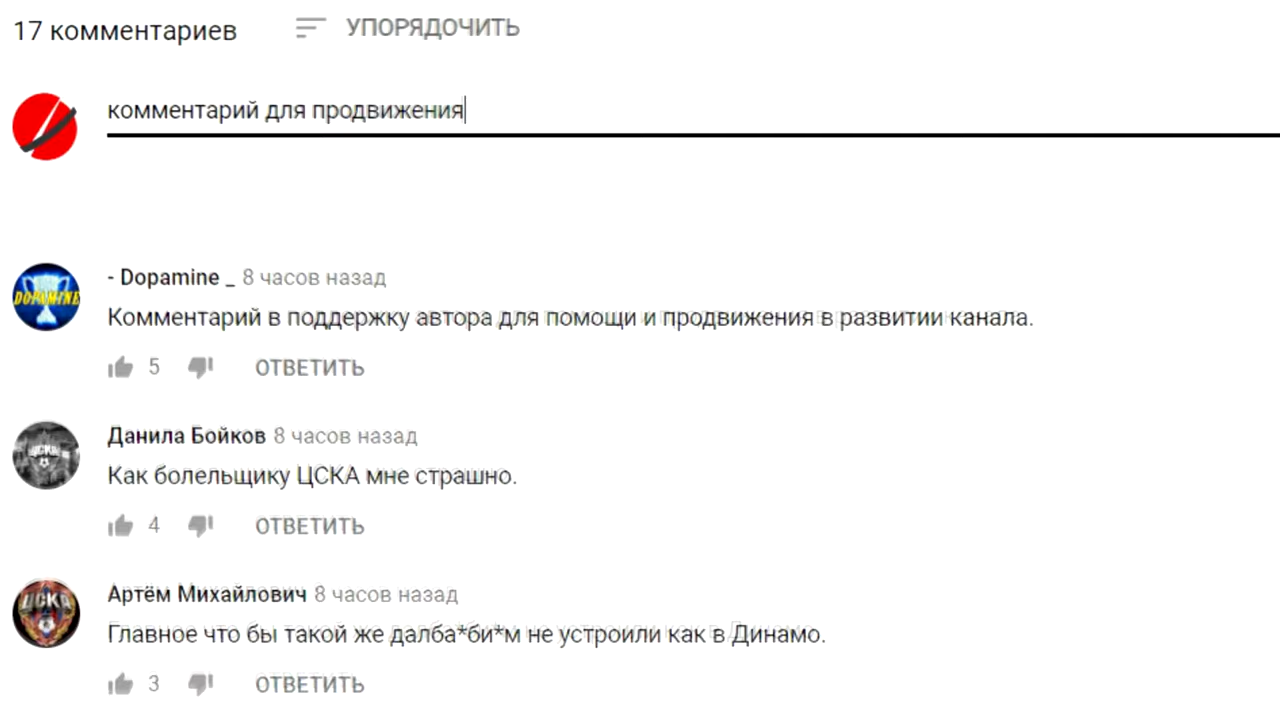 17 комментариев УПОРЯДОЧИТЬ
комментарий для продвижения
DOPAMINE
- Dopamine _ 8 часов назад
Комментарий в поддержку автора для помощи и продвижения в развитии канала.
5 ОТВЕТИТЬ
Данила Бойков 8 часов назад
Как болельщику ЦСКА мне страшно.
4 ОТВЕТИТЬ
Артём Михайлович 8 часов назад
ЦСКА
Главное что бы такой же далба*би*м не устроили как в Динамо.
3 ОТВЕТИТЬ